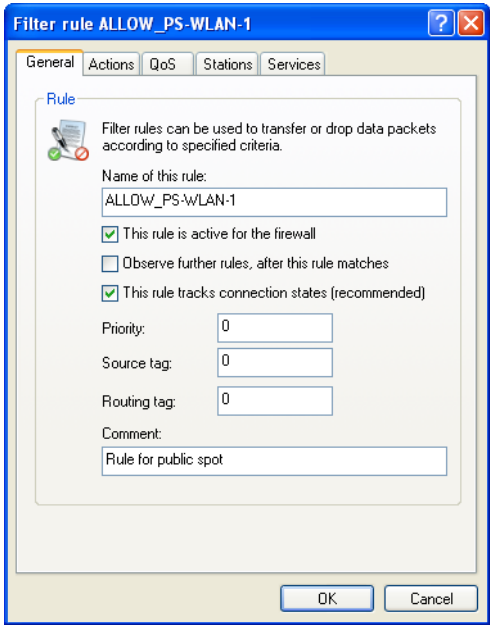 Filter rule ALLOW_PS-WLAN-1
General Actions QoS Stations Services
Rule
Filter rules can be used to transfer or drop data packets
according to specified criteria.
Name of this rule:
ALLOW_PS-WLAN-1
This rule is active for the firewall
Observe further rules, after this rule matches
This rule tracks connection states (recommended)
Priority: 0
Source tag: 0
Routing tag: 0
Comment:
Rule for public spot
OK Cancel